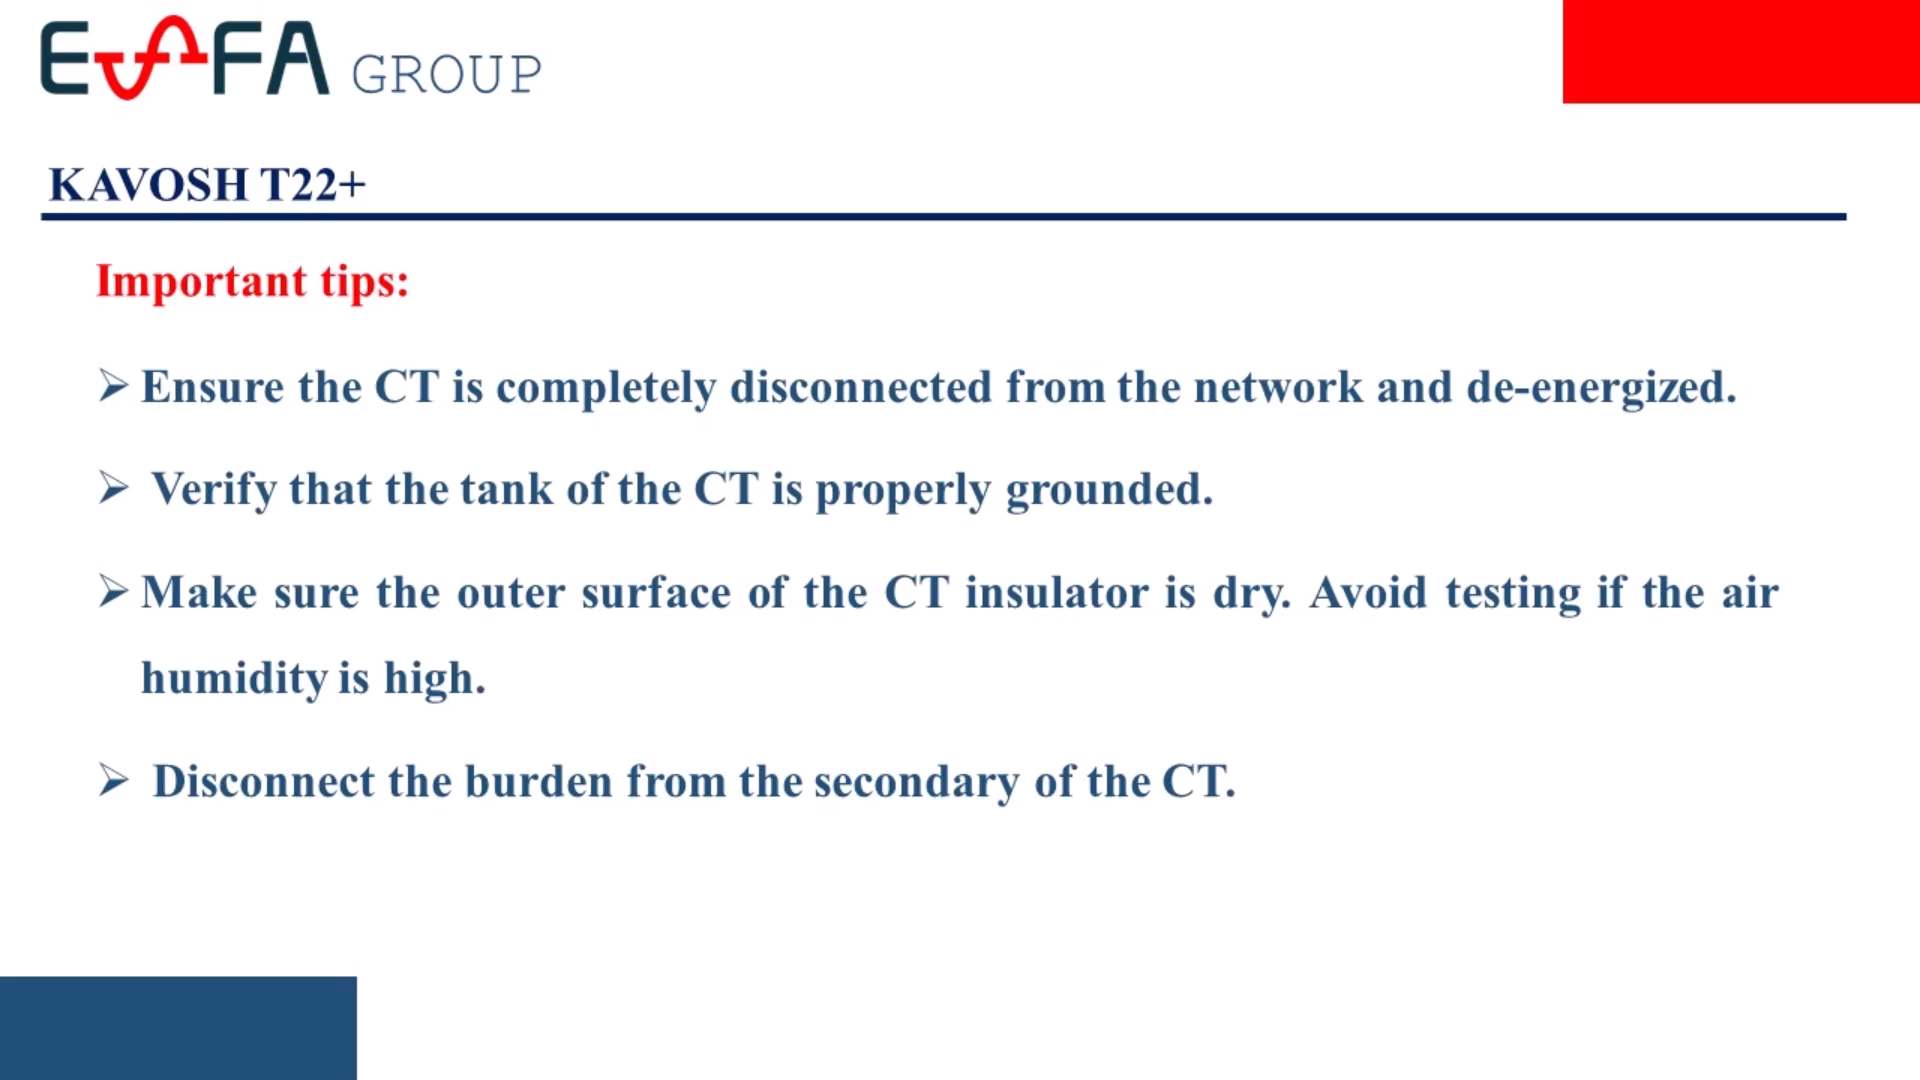 GROUP
KAVOSH T22+
Important tips:
➢ Ensure the CT is completely disconnected from the network and de-energized.
➢ Verify that the tank of the CT is properly grounded.
➢ Make sure the outer surface of the CT insulator is dry. Avoid testing if the air
humidity is high.
➢ Disconnect the burden from the secondary of the CT.